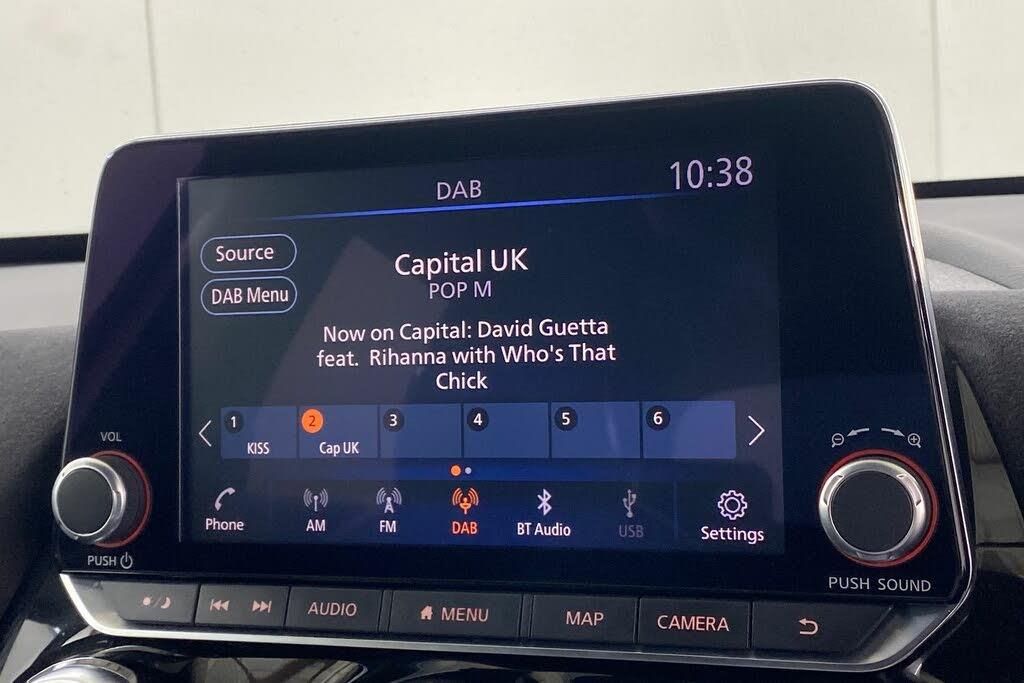 DAB
10:38
Source
DAB Menu
Capital UK
POP M
Now on Capital: David Guetta
feat. Rihanna with Who's That
Chick
1 KISS
2 Cap UK
3
4
5
6
VOL
PUSH
Phone
AM
FM
DAB
BT Audio
USB
Settings
PUSH SOUND
AUDIO
MENU
MAP
CAMERA